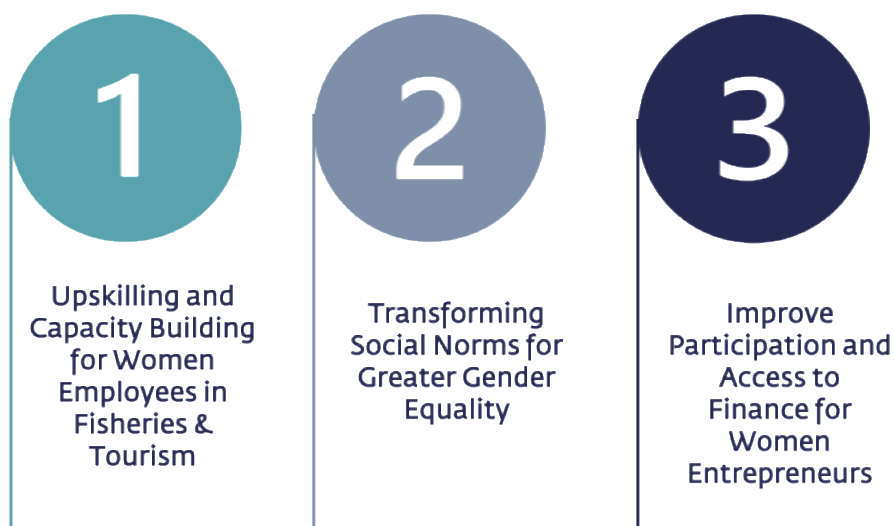 1
Upskilling and
Capacity Building
for Women
Employees in
Fisheries &
Tourism
2
Transforming
Social Norms for
Greater Gender
Equality
3
Improve
Participation and
Access to
Finance for
Women
Entrepreneurs